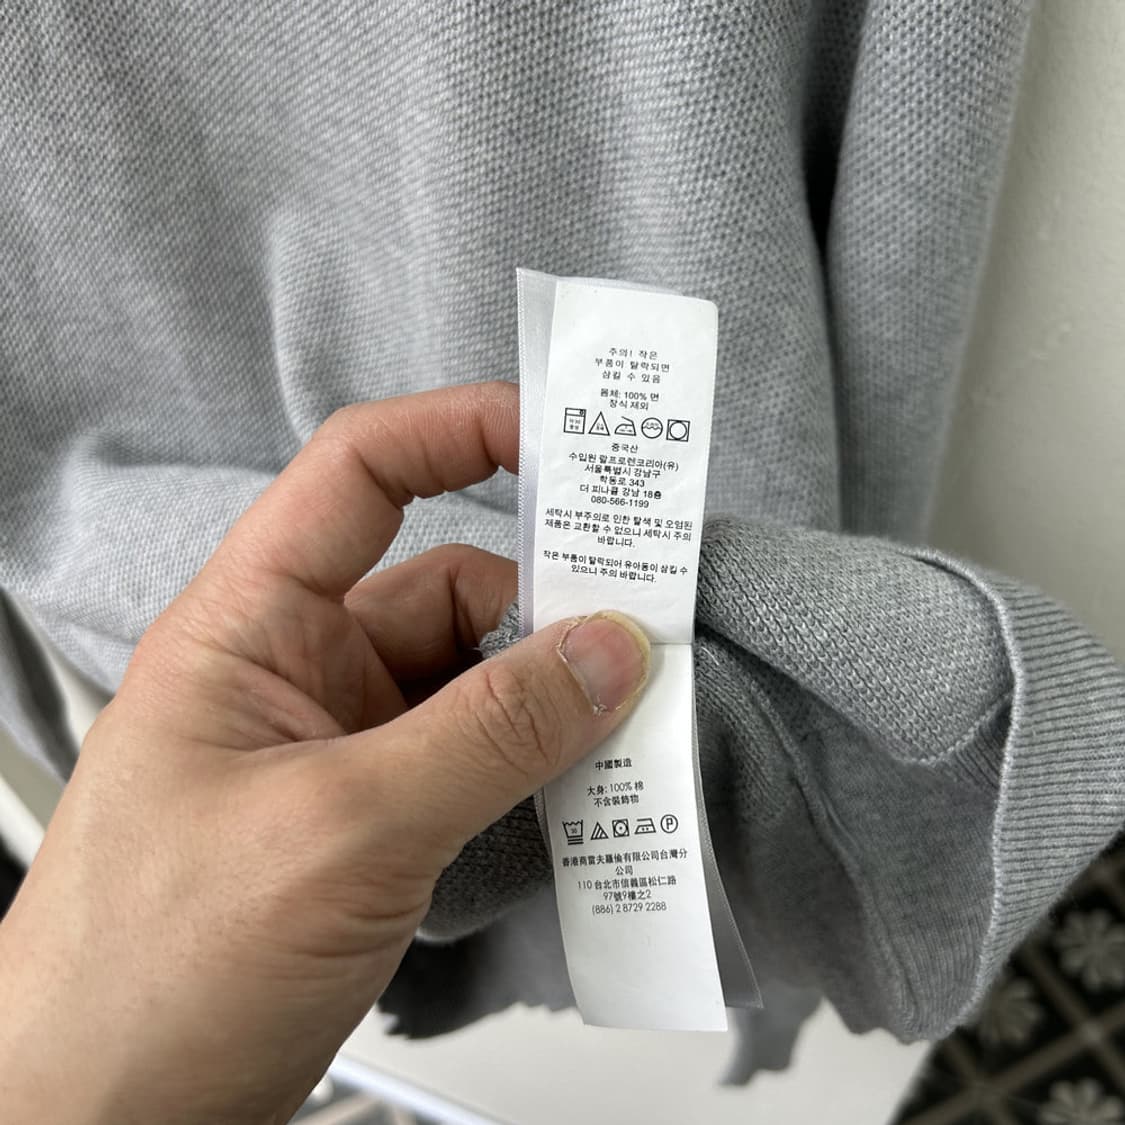 주의! 작은
부품이 탈락되면
삼킬 수 있음
몸체: 100% 면
장식 제외
중국산
수입원 랄프로렌코리아(유)
서울특별시 강남구
학동로 343
더 피나클 강남 18층
080-566-1199
세탁시 부주의로 인한 탈색 및 오염된
제품은 교환할 수 없으니 세탁시 주의
바랍니다.
작은 부품이 탈락되어 유아동이 삼킬 수
있으니 주의 바랍니다.
中國製造
大身: 100% 棉
不含裝飾物
30
P
香港商雷夫羅倫有限公司台灣分
公司
110 台北市信義區松仁路
97號9樓之2
(886) 2 8729 2288